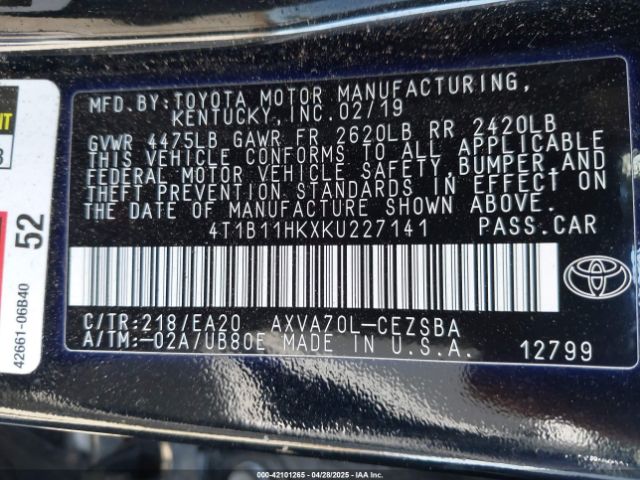 MFD.BY:TOYOTA MOTOR MANUFACTURING,
KENTUCKY,INC.02/19
GVWR 4475LB GAWR FR 2620LB RR 2420LB
THIS VEHICLE CONFORMS TO ALL APPLICABLE
FEDERAL MOTOR VEHICLE SAFETY,BUMPER,AND
THEFT PREVENTION STANDARDS IN EFFECT ON
THE DATE OF MANUFACTURE SHOWN ABOVE.
4T1B11HKXKU227141 PASS.CAR
C/TR:218/EA20 AXVA70L-CEZSBA
A/TM:-02A/UB80E MADE IN U.S.A.
12799
52
42661-06B40
000-42101265 - 04/28/2025 - IAA Inc.